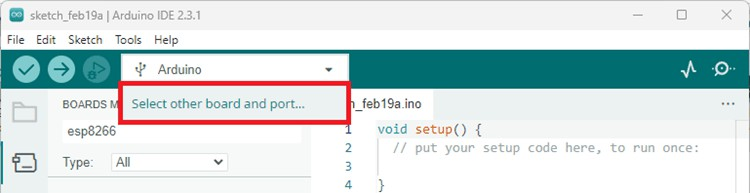 sketch_feb19a | Arduino IDE 2.3.1
File Edit Sketch Tools Help
Arduino
Select other board and port...
BOARDS M
h_feb19a.ino
esp8266
Type: All
1 void setup() {
2 // put your setup code here, to run once:
3
4 }